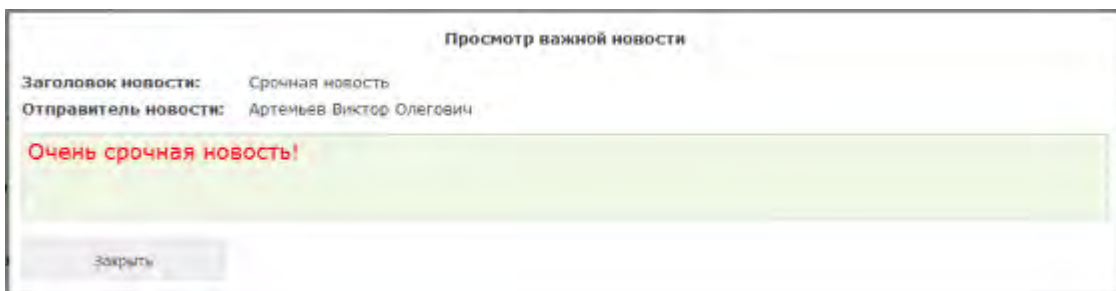 Просмотр важной новости
Заголовок новости: Срочная новость
Отправитель новости: Артемьев Виктор Олегович
Очень срочная новость!
Закрыть